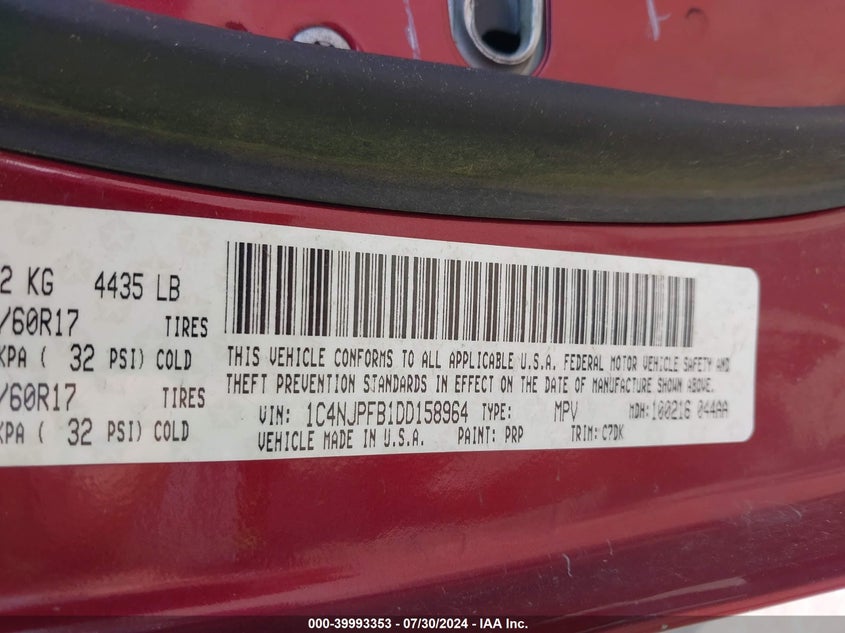 2 KG 4435 LB
/60R17 TIRES
KPA ( 32 PSI) COLD
/60R17 TIRES
KPA ( 32 PSI) COLD
THIS VEHICLE CONFORMS TO ALL APPLICABLE U.S.A. FEDERAL MOTOR VEHICLE SAFETY AND
THEFT PREVENTION STANDARDS IN EFFECT ON THE DATE OF MANUFACTURE SHOWN ABOVE.
VIN: 1C4NJPFB1DD158964 TYPE: MPV MDH:100216 044AA
VEHICLE MADE IN U.S.A. PAINT: PRP TRIM: C7DK
000-39993353 - 07/30/2024 - IAA Inc.